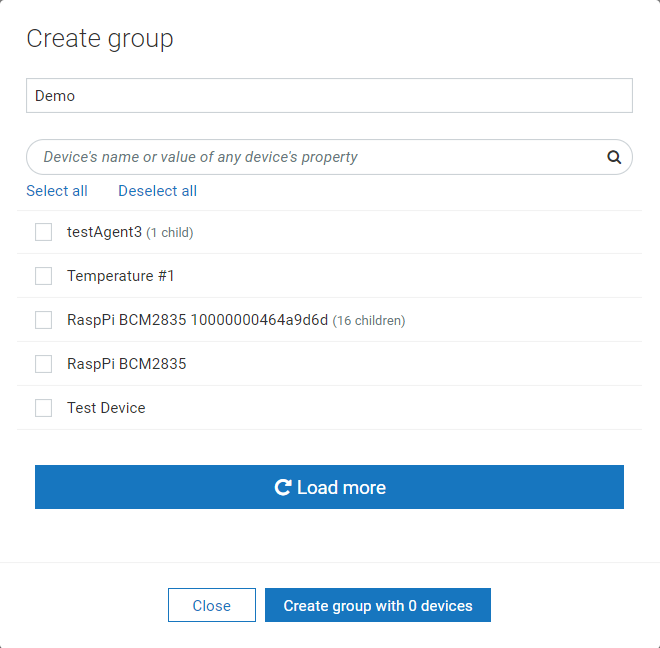 Create group
Demo
Device's name or value of any device's property
Select all Deselect all
testAgent3 (1 child)
Temperature #1
RaspPi BCM2835 10000000464a9d6d (16 children)
RaspPi BCM2835
Test Device
Load more
Close Create group with 0 devices